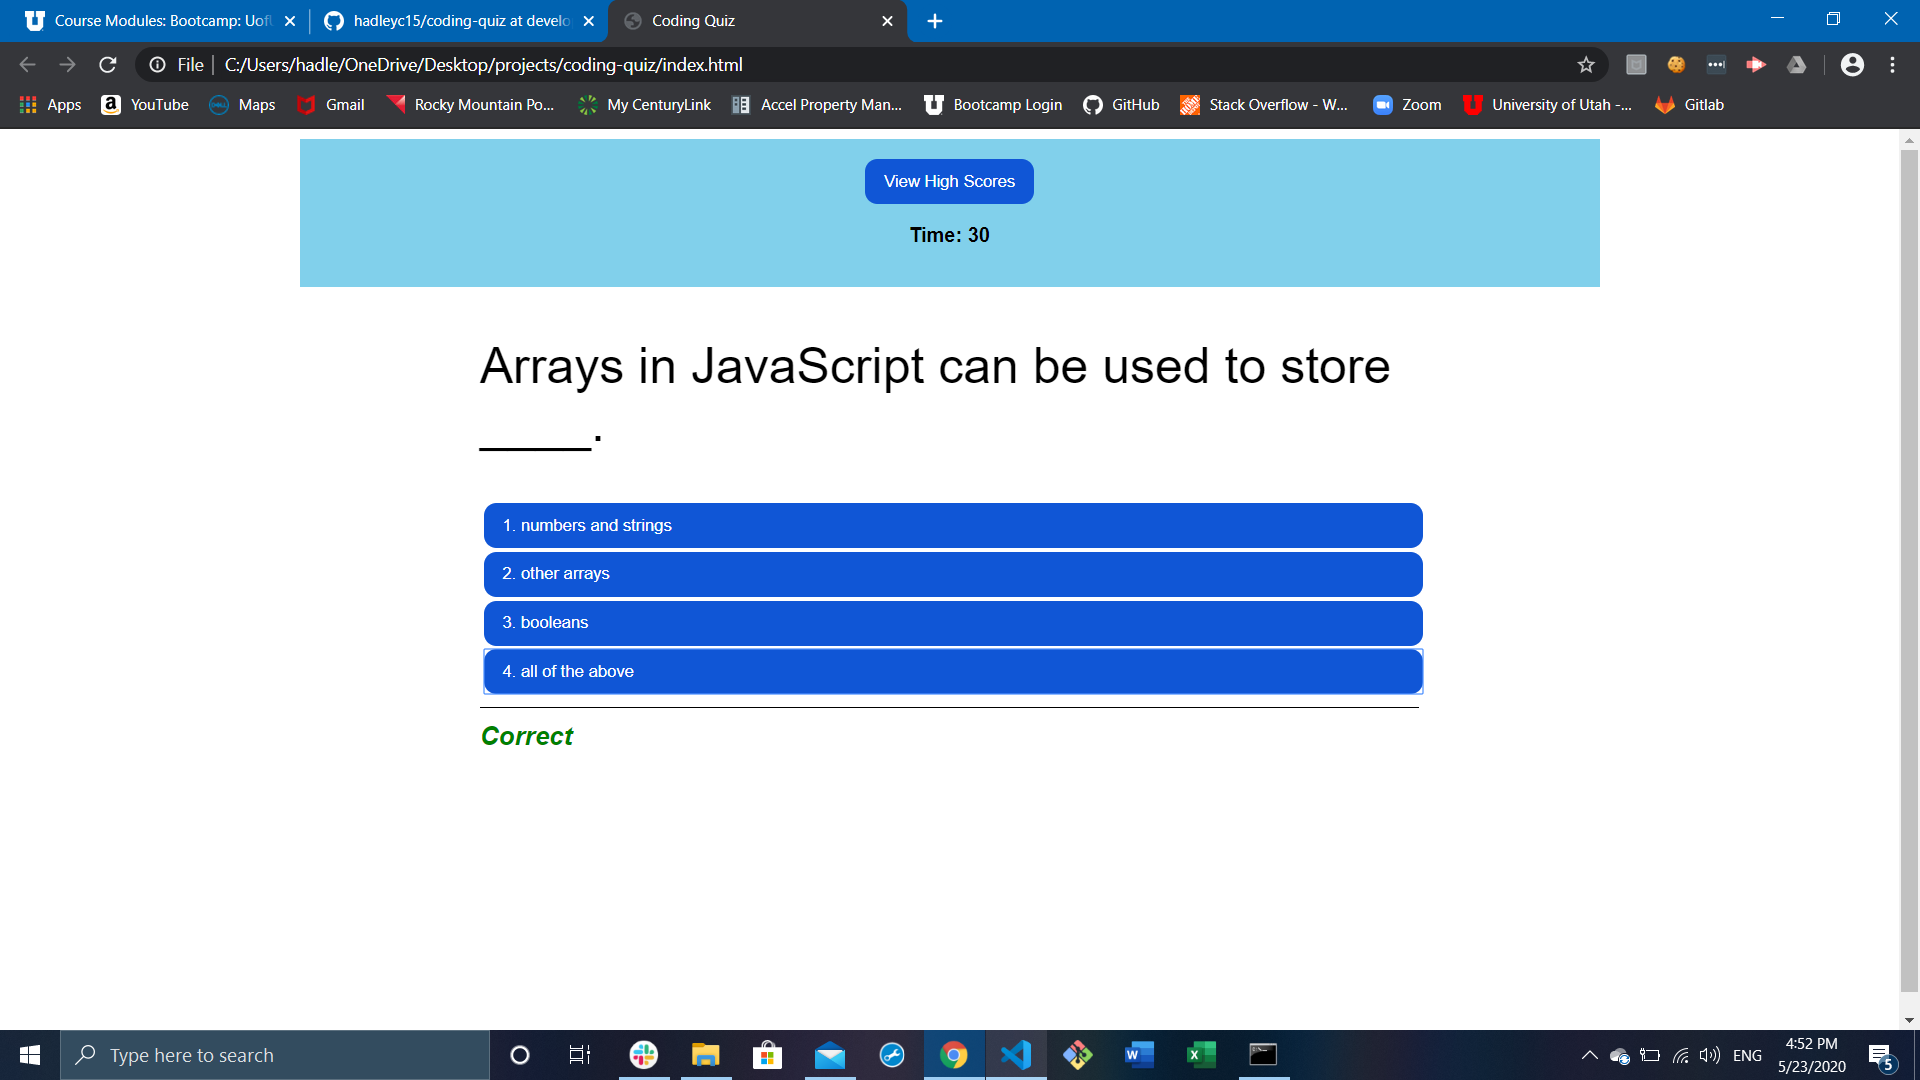 Course Modules: Bootcamp: Uof
hadleyc15/coding-quiz at develo
Coding Quiz
File
C:/Users/hadle/OneDrive/Desktop/projects/coding-quiz/index.html
Apps
YouTube
Maps
Gmail
Rocky Mountain Po...
My CenturyLink
Accel Property Man...
Bootcamp Login
GitHub
Stack Overflow - W...
Zoom
University of Utah -...
Gitlab
View High Scores
Time: 30
Arrays in JavaScript can be used to store
____.
1. numbers and strings
2. other arrays
3. booleans
4. all of the above
Correct
Type here to search
ENG
4:52 PM
5/23/2020
5